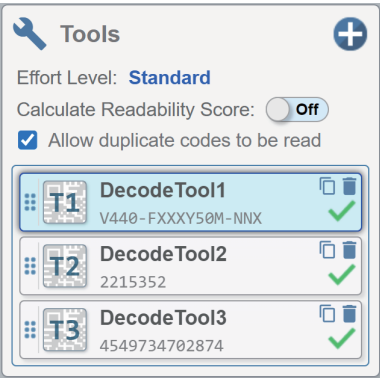 Tools
Effort Level: Standard
Calculate Readability Score: Off
Allow duplicate codes to be read
T1 DecodeTool1
V440-FXXXY50M-NNX
T2 DecodeTool2
2215352
T3 DecodeTool3
4549734702874